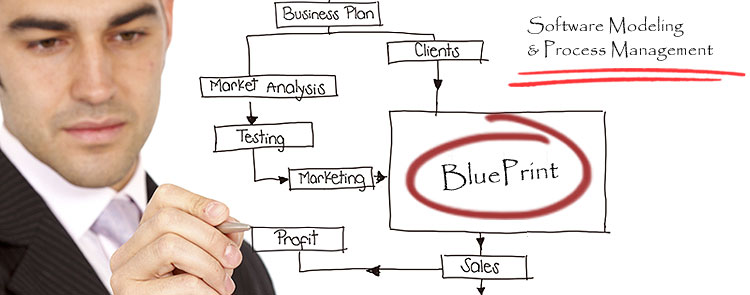 Business Plan
Software Modeling
& Process Management
Clients
Market Analysis
Testing
Marketing
BluePrint
Profit
Sales